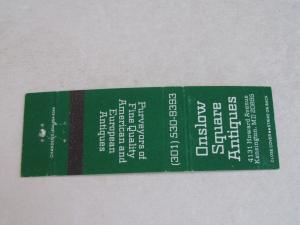 Onslow
Square
Antiques
4131 Howard Avenue
Kensington, MD 20895
(301) 530-9393
Purveyors of
Fine Quality
American and
European
Antiques